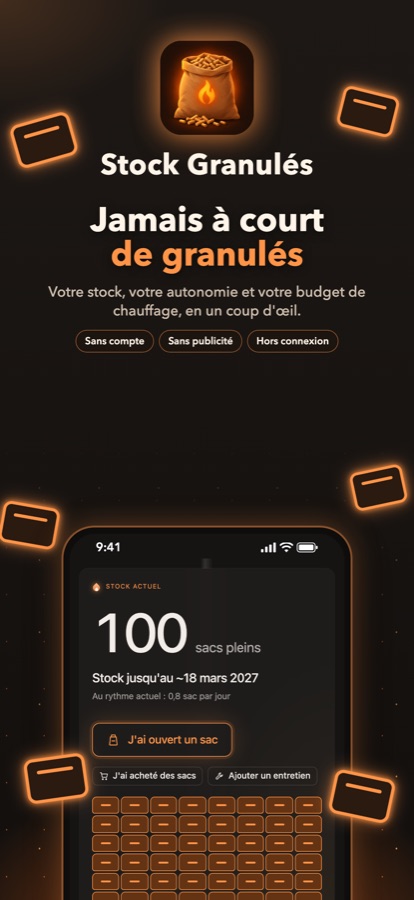 Stock Granulés
Jamais à court
de granulés
Votre stock, votre autonomie et votre budget de
chauffage, en un coup d'œil.
Sans compte
Sans publicité
Hors connexion
9:41
STOCK ACTUEL
100 sacs pleins
Stock jusqu'au ~18 mars 2027
Au rythme actuel : 0,8 sac par jour
J'ai ouvert un sac
J'ai acheté des sacs
Ajouter un entretien